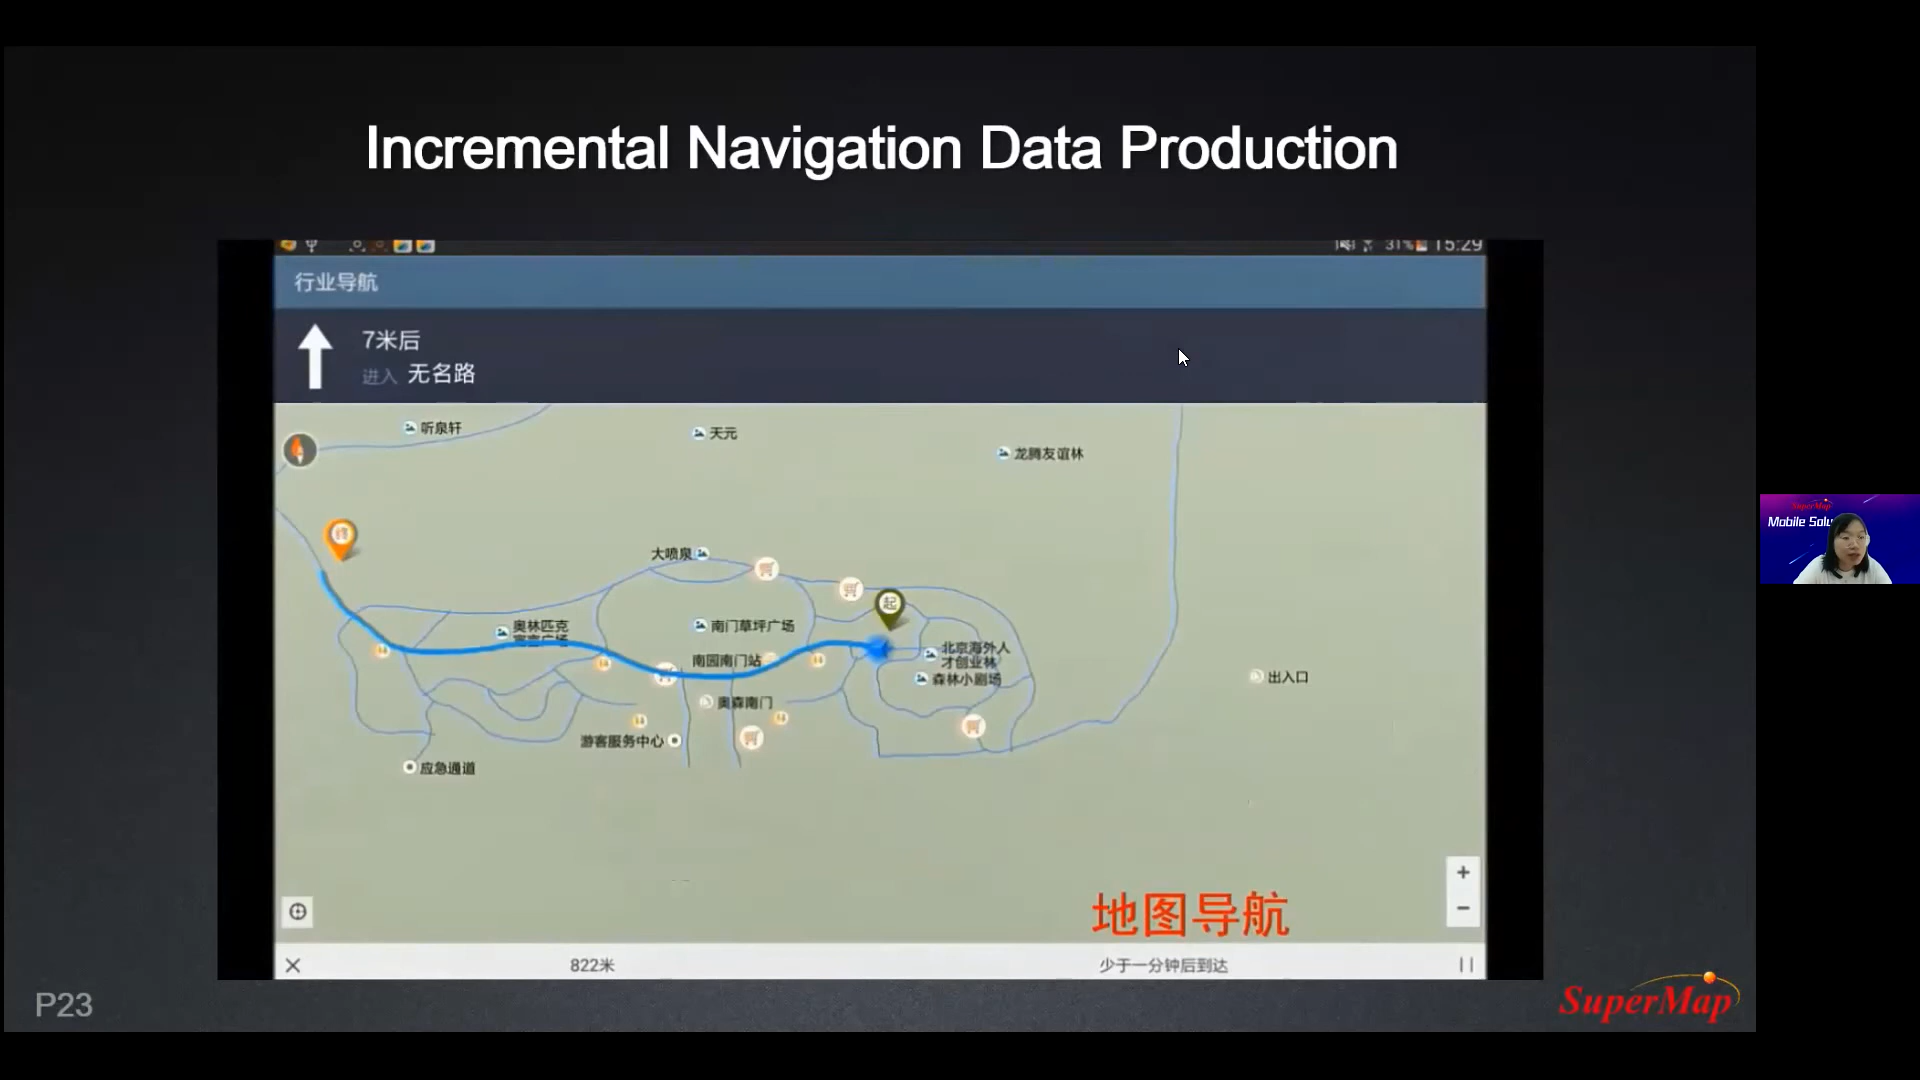 Incremental Navigation Data Production
31% 15:29
行业导航
7米后
进入 无名路
听泉轩
天元
龙腾友谊林
终
大喷泉
起
奥林匹克
南门草坪广场
北京海外人
才创业林
南园南门站
森林小剧场
出入口
奥森南门
游客服务中心
应急通道
地图导航
822米
少于一分钟后到达
P23
SuperMap
SuperMap
Mobile Solu